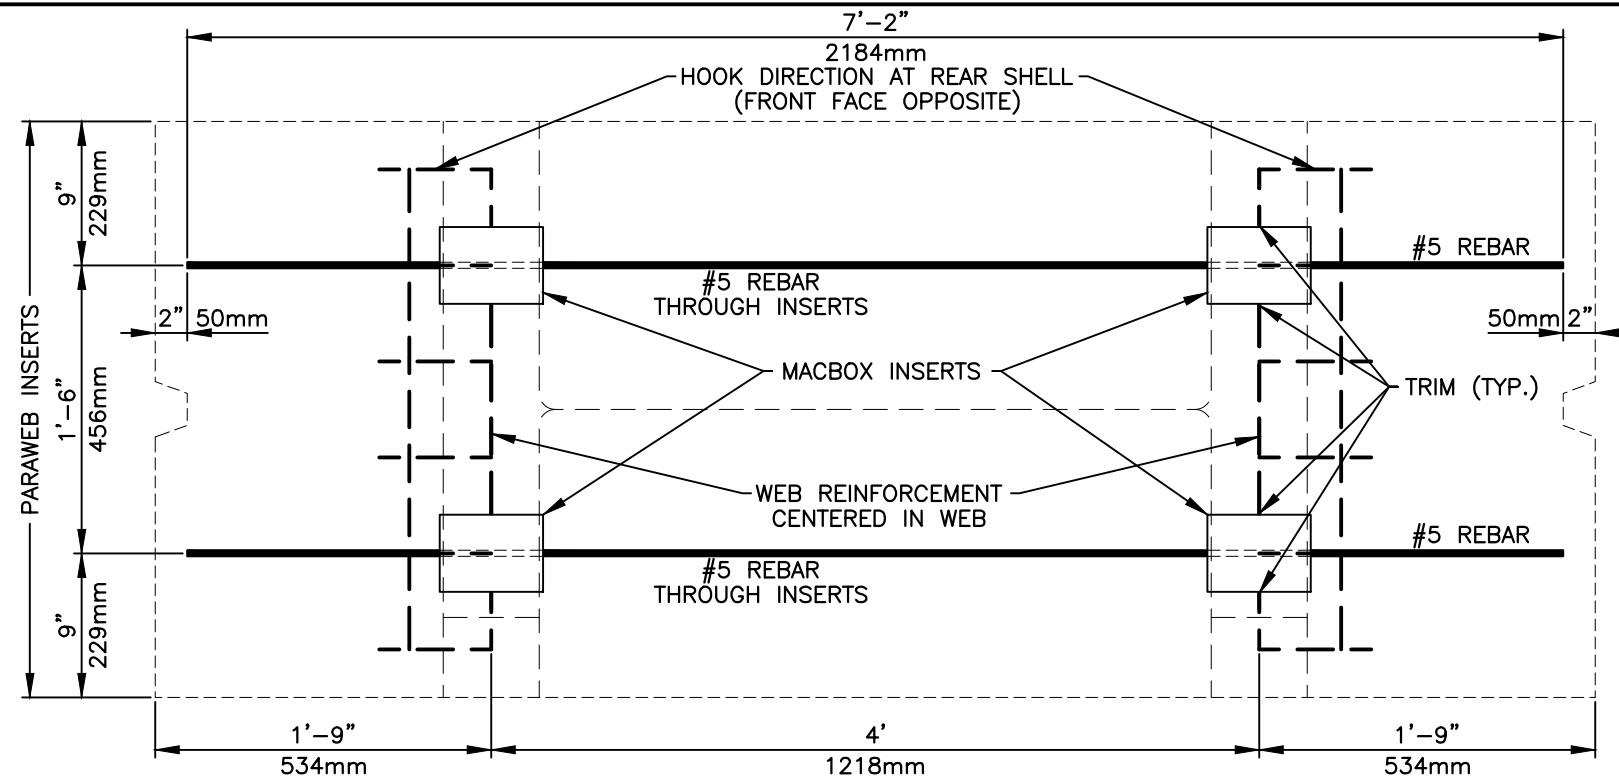 7'-2"
2184mm
HOOK DIRECTION AT REAR SHELL
(FRONT FACE OPPOSITE)
9"
229mm
#5 REBAR
#5 REBAR
THROUGH INSERTS
2" 50mm
50mm 2"
PARAWEB INSERTS
1'-6"
456mm
MACBOX INSERTS
TRIM (TYP.)
WEB REINFORCEMENT
CENTERED IN WEB
#5 REBAR
#5 REBAR
THROUGH INSERTS
9"
229mm
1'-9"
534mm
4'
1218mm
1'-9"
534mm